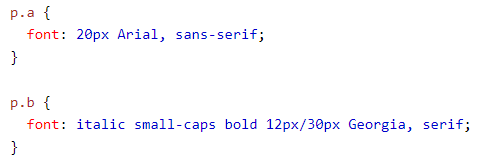 p.a {
  font: 20px Arial, sans-serif;
}

p.b {
  font: italic small-caps bold 12px/30px Georgia, serif;
}